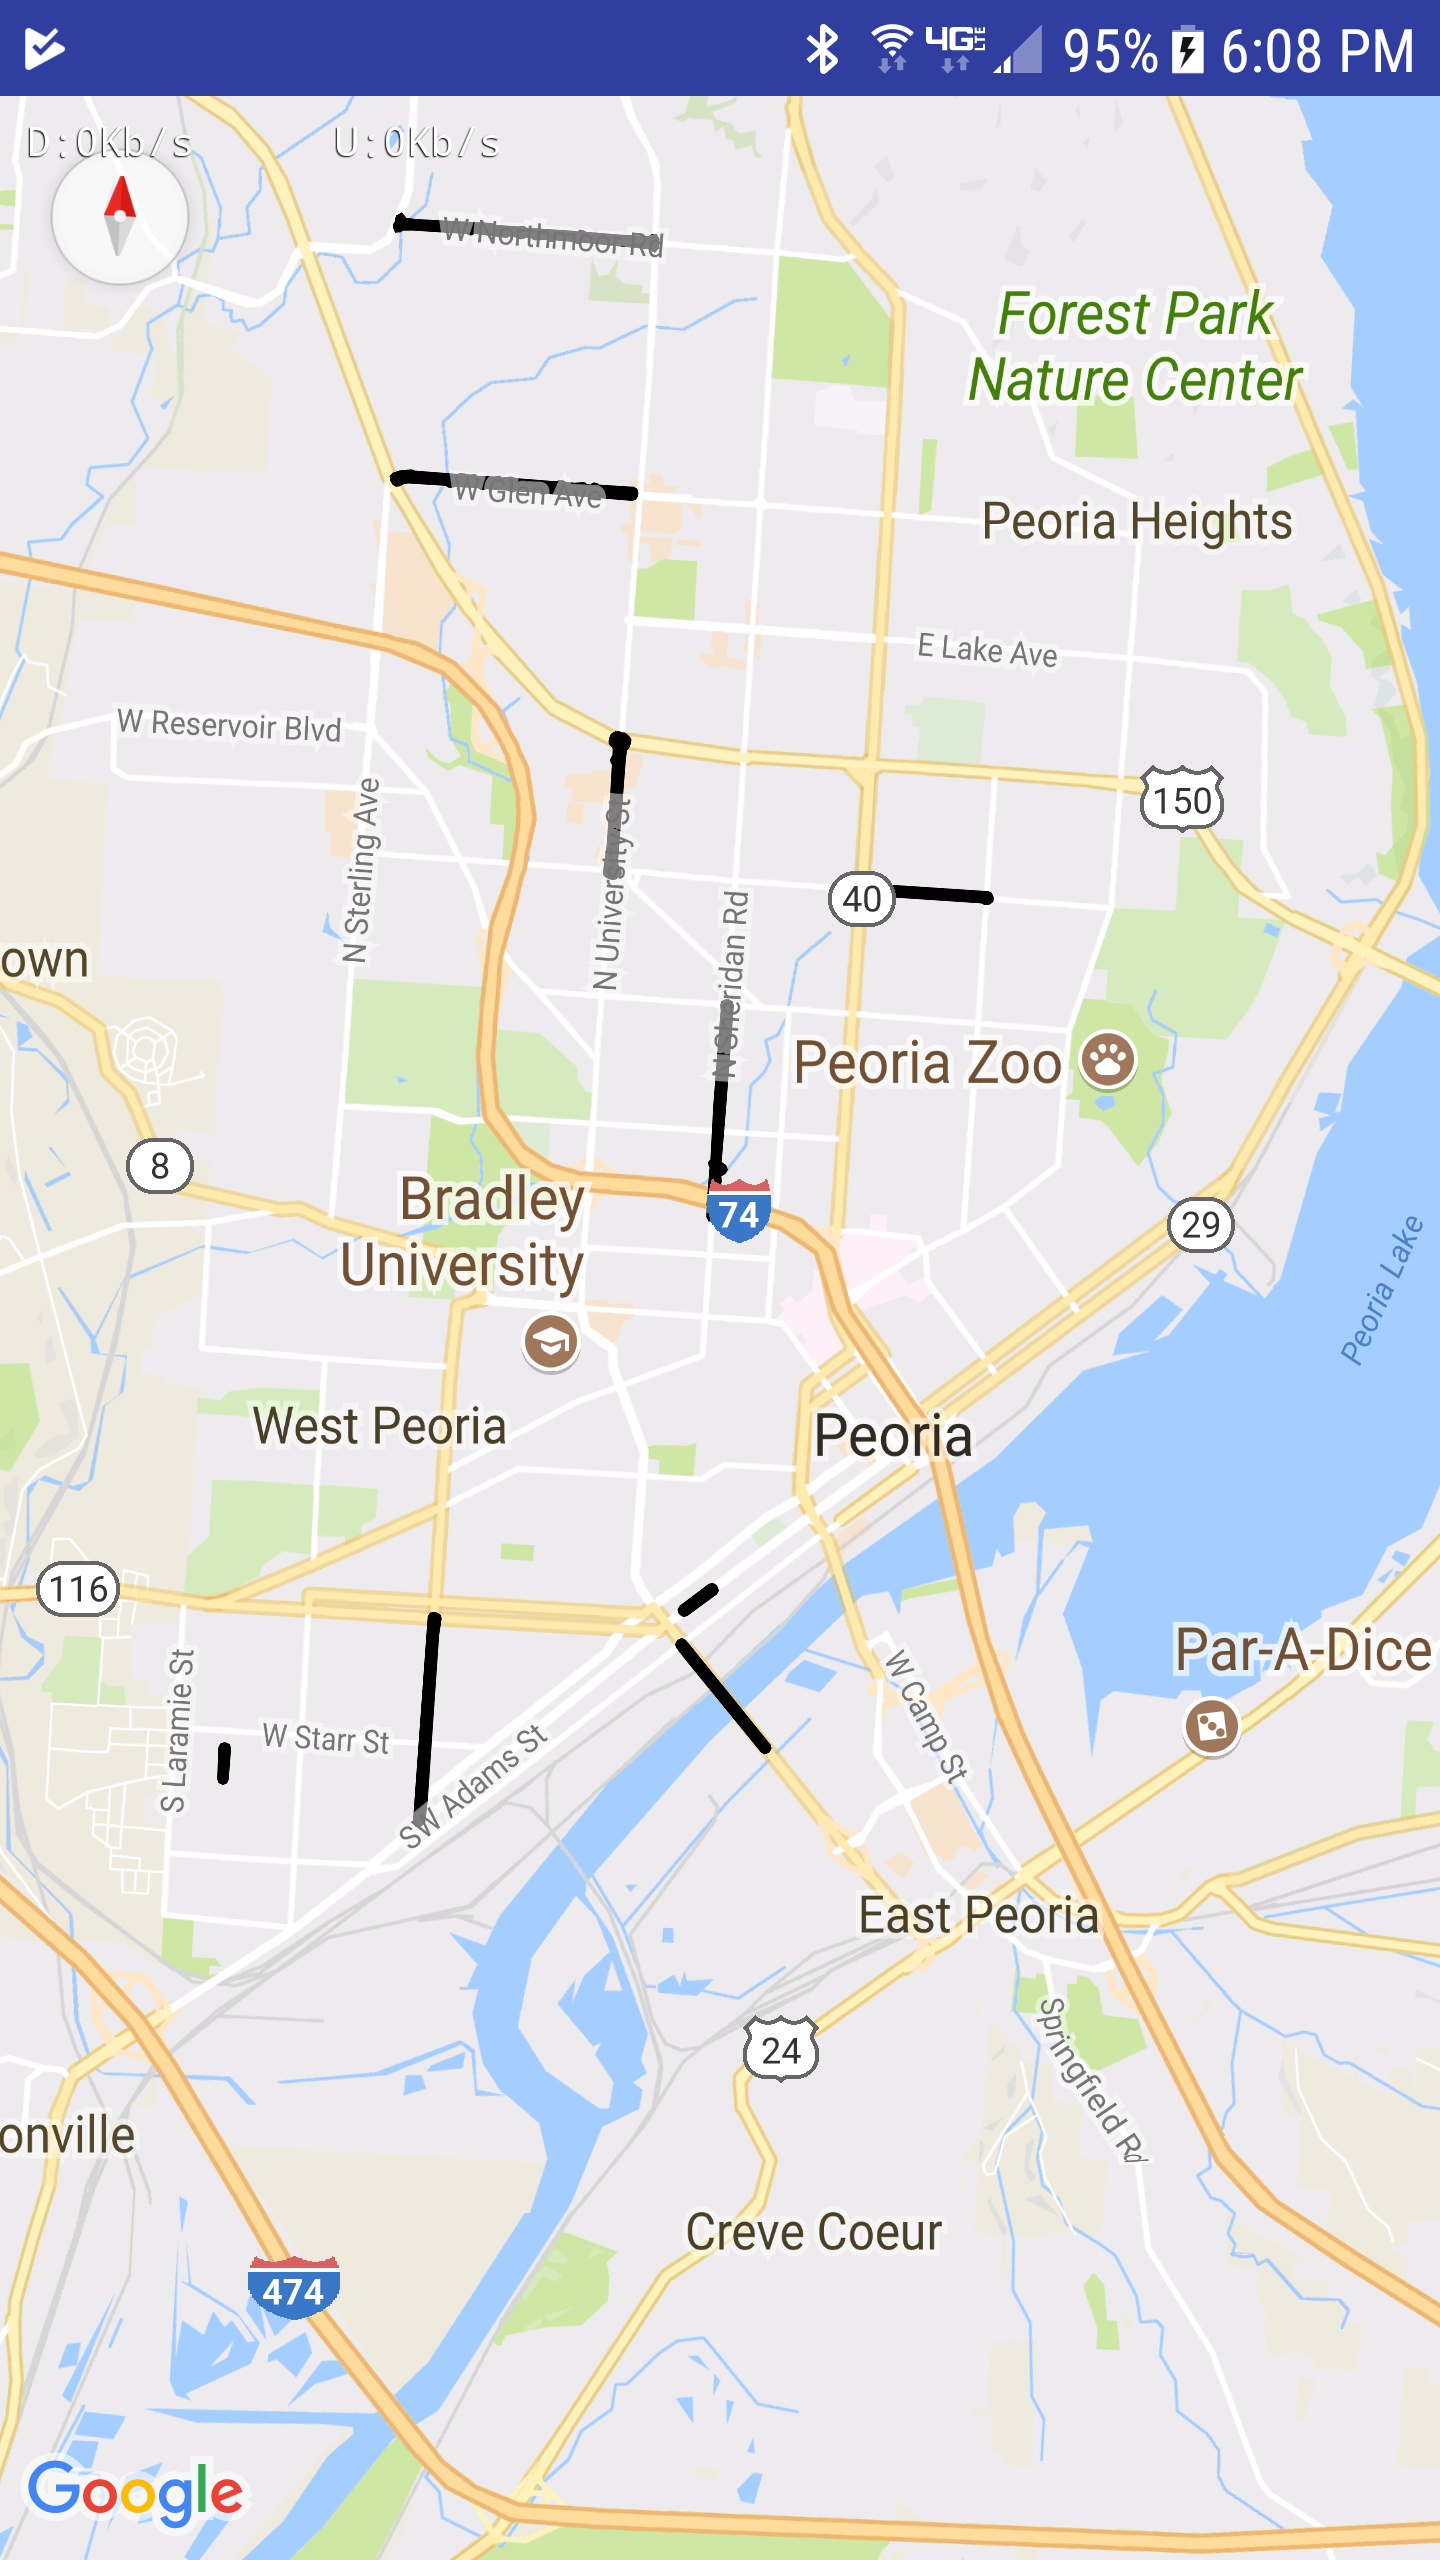 4G LTE 95% 6:08 PM
D:0Kb/s U:0Kb/s
W Northmoor Rd
Forest Park
Nature Center
W Glen Ave
Peoria Heights
E Lake Ave
W Reservoir Blvd
150
N Sterling Ave
N University St
40
N Sheridan Rd
own
Peoria Zoo
8
Bradley
University
74
29
Peoria Lake
West Peoria
Peoria
116
Par-A-Dice
W Camp St
S Laramie St
W Starr St
SW Adams St
East Peoria
24
Springfield Rd
onville
Creve Coeur
474
Google